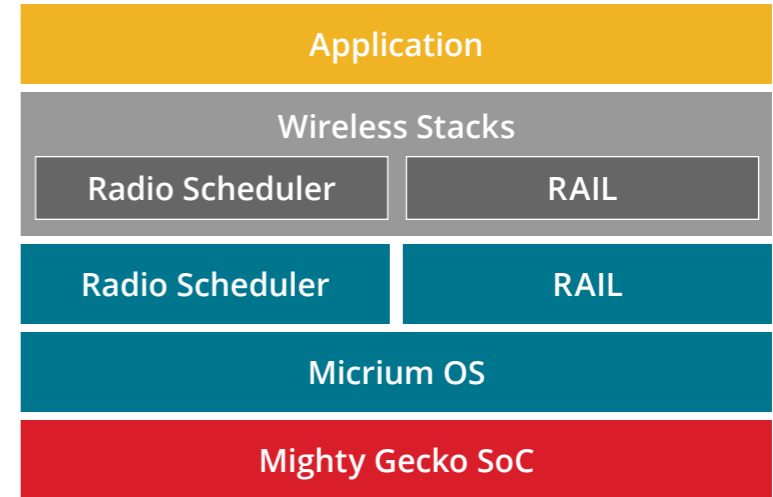 Application
Wireless Stacks
Radio Scheduler
RAIL
Radio Scheduler
RAIL
Micrium OS
Mighty Gecko SoC